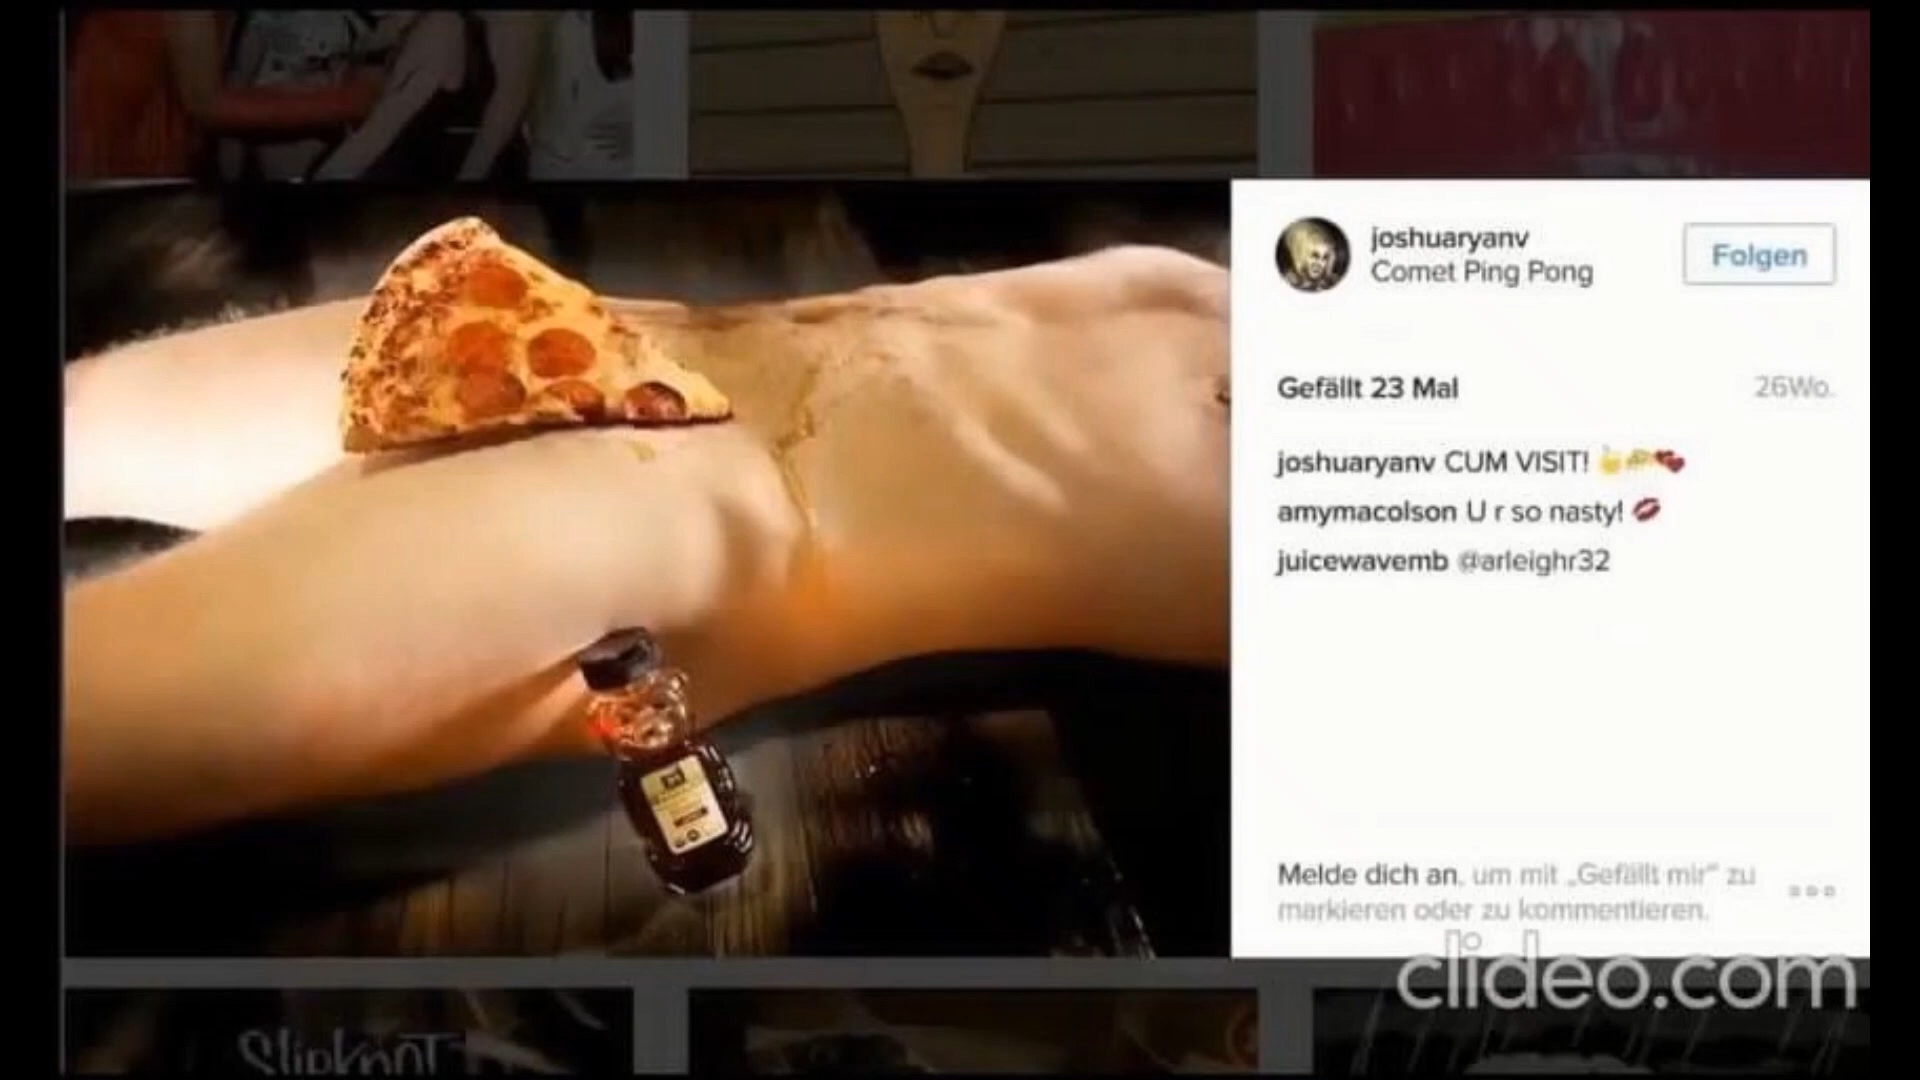 joshuaryanv
Comet Ping Pong
Folgen
Gefällt 23 Mal
26Wo.
joshuaryanv CUM VISIT!
amymacolson U r so nasty!
juicewavemb @arleighr32
Melde dich an, um mit „Gefällt mir“ zu
markieren oder zu kommentieren.
clideo.com
SlipknoT